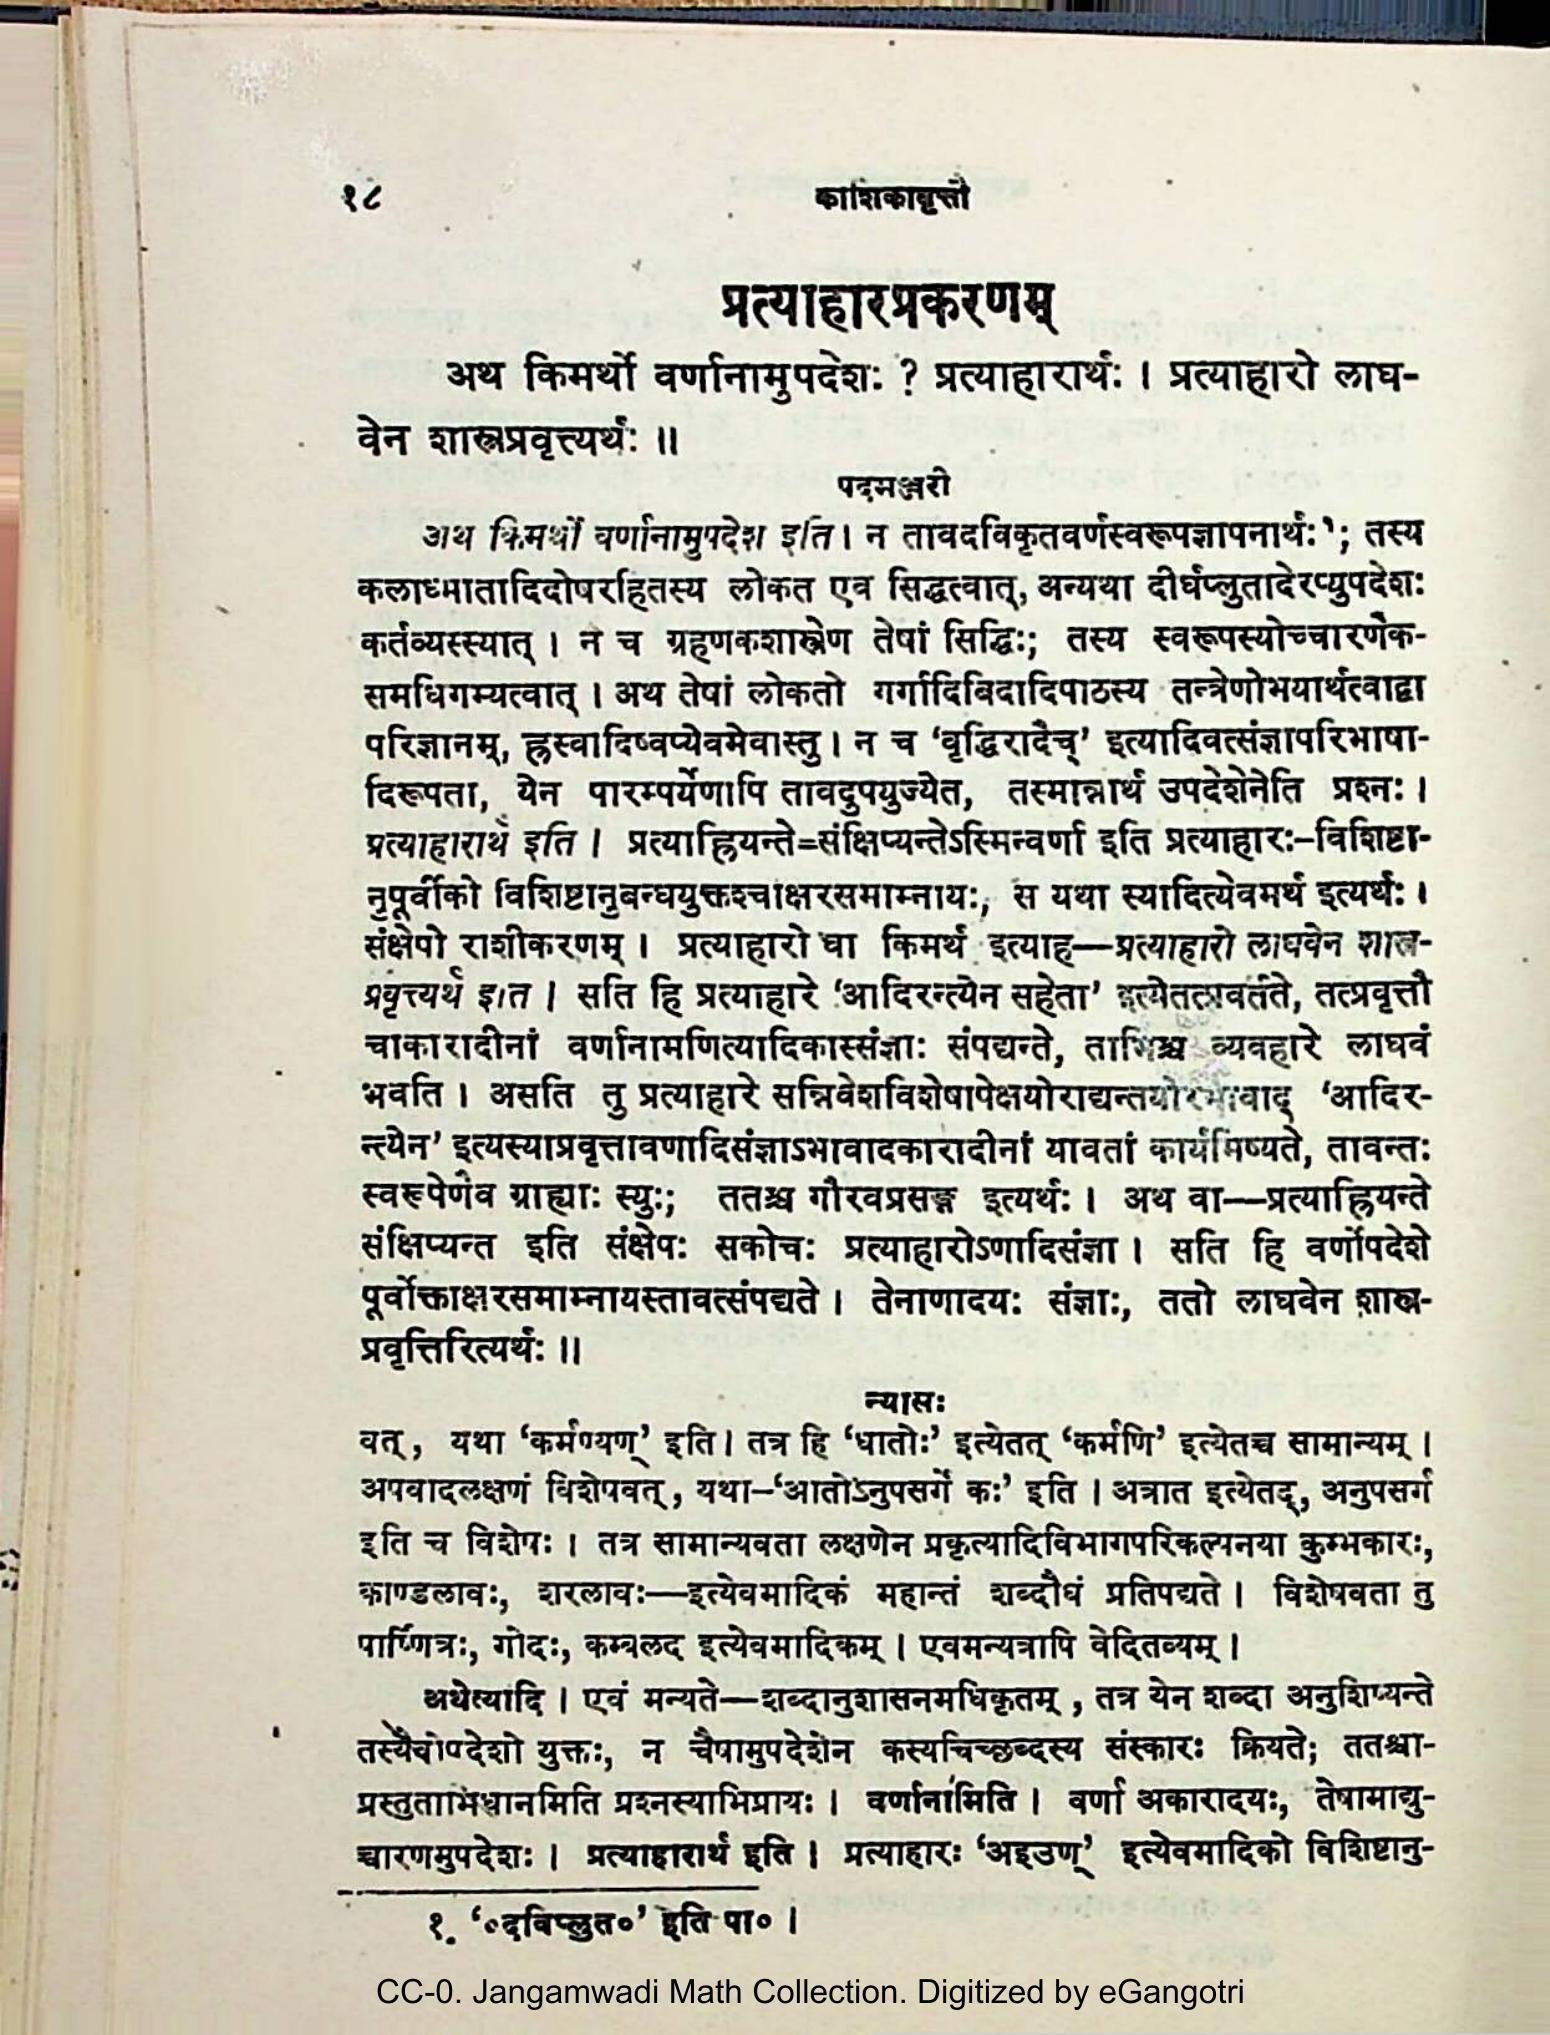 १८
काशिकावृत्तौ
प्रत्याहारप्रकरणम्
अथ किमर्थो वर्णानामुपदेशः ? प्रत्याहारार्थः । प्रत्याहारो लाघ-
वेन शास्त्रप्रवृत्त्यर्थः ॥
पदमञ्जरी
अथ किमर्थो वर्णानामुपदेश इति । न तावदविकृतवर्णस्वरूपज्ञापनार्थः¹; तस्य
कलाध्मातादिदोषरहितस्य लोकत एव सिद्धत्वात्, अन्यथा दीर्घप्लुतादेरप्युपदेशः
कर्तव्यस्स्यात् । न च ग्रहणकशास्त्रेण तेषां सिद्धिः; तस्य स्वरूपस्योच्चारणैक-
समधिगम्यत्वात् । अथ तेषां लोकतो गर्गादिबिदादिपाठस्य तन्त्रेणोभयार्थत्वाद्वा
परिज्ञानम्, ह्रस्वादिष्वप्येवमेवास्तु । न च ‘वृद्धिरादैच्’ इत्यादिवत्संज्ञापरिभाषा-
दिरूपता, येन पारम्पर्येणापि तावदुपयुज्येत, तस्मान्नार्थ उपदेशेनेति प्रश्नः ।
प्रत्याहारार्थ इति । प्रत्याह्रियन्ते=संक्षिप्यन्तेऽस्मिन्वर्णा इति प्रत्याहारः–विशिष्टा-
नुपूर्वीको विशिष्टानुबन्धयुक्तश्चाक्षरसमाम्नायः, स यथा स्यादित्येवमर्थ इत्यर्थः ।
संक्षेपो राशीकरणम् । प्रत्याहारो वा किमर्थ इत्याह—प्रत्याहारो लाघवेन शास्त्र-
प्रवृत्त्यर्थ इति । सति हि प्रत्याहारे ‘आदिरन्त्येन सहेता’ इत्येतत्प्रवर्तते, तत्प्रवृत्तौ
चाकारादीनां वर्णानामणित्यादिकास्संज्ञाः संपद्यन्ते, ताभिश्च व्यवहारे लाघवं
भवति । असति तु प्रत्याहारे सन्निवेशविशेषापेक्षयोराद्यन्तयोरभावाद् ‘आदिर-
न्त्येन’ इत्यस्याप्रवृत्तावणादिसंज्ञाऽभावादकारादीनां यावतां कार्यमिष्यते, तावन्तः
स्वरूपेणैव ग्राह्याः स्युः; ततश्च गौरवप्रसङ्ग इत्यर्थः । अथ वा—प्रत्याह्रियन्ते
संक्षिप्यन्त इति संक्षेपः सकोचः प्रत्याहारोऽणादिसंज्ञा । सति हि वर्णोपदेशे
पूर्वोक्ताक्षरसमाम्नायस्तावत्संपद्यते । तेनाणादयः संज्ञाः, ततो लाघवेन शास्त्र-
प्रवृत्तिरित्यर्थः ॥
न्यासः
वत्, यथा ‘कर्मण्यण्’ इति । तत्र हि ‘धातोः’ इत्येतत् ‘कर्मणि’ इत्येतच्च सामान्यम् ।
अपवादलक्षणं विशेषवत्, यथा–‘आतोऽनुपसर्गे कः’ इति । अत्रात इत्येतद्, अनुपसर्ग
इति च विशेषः । तत्र सामान्यवता लक्षणेन प्रकृत्यादिविभागपरिकल्पनया कुम्भकारः,
काण्डलावः, शरलावः—इत्येवमादिकं महान्तं शब्दौघं प्रतिपद्यते । विशेषवता तु
पार्ष्णित्रः, गोदः, कम्बलद इत्येवमादिकम् । एवमन्यत्रापि वेदितव्यम् ।
अथेत्यादि । एवं मन्यते—शब्दानुशासनमधिकृतम्, तत्र येन शब्दा अनुशिष्यन्ते
तस्यैवोपदेशो युक्तः, न चैषामुपदेशेन कस्यचिच्छब्दस्य संस्कारः क्रियते; ततश्चा-
प्रस्तुताभिधानमिति प्रश्नस्याभिप्रायः । वर्णानामिति । वर्णा अकारादयः, तेषामाद्यु-
च्चारणमुपदेशः । प्रत्याहारार्थ इति । प्रत्याहारः ‘अइउण्’ इत्येवमादिको विशिष्टानु-
१. ‘०दविप्लुत०’ इति पा० ।
CC-0. Jangamwadi Math Collection. Digitized by eGangotri